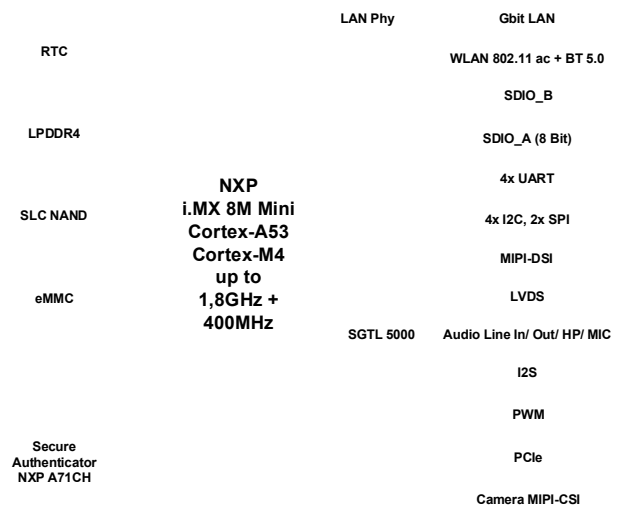 LAN Phy
Gbit LAN
RTC
WLAN 802.11 ac + BT 5.0
SDIO_B
LPDDR4
SDIO_A (8 Bit)
NXP
i.MX 8M Mini
Cortex-A53
Cortex-M4
up to
1,8GHz +
400MHz
4x UART
SLC NAND
4x I2C, 2x SPI
MIPI-DSI
eMMC
LVDS
SGTL 5000
Audio Line In/ Out/ HP/ MIC
I2S
PWM
Secure
Authenticator
NXP A71CH
PCIe
Camera MIPI-CSI